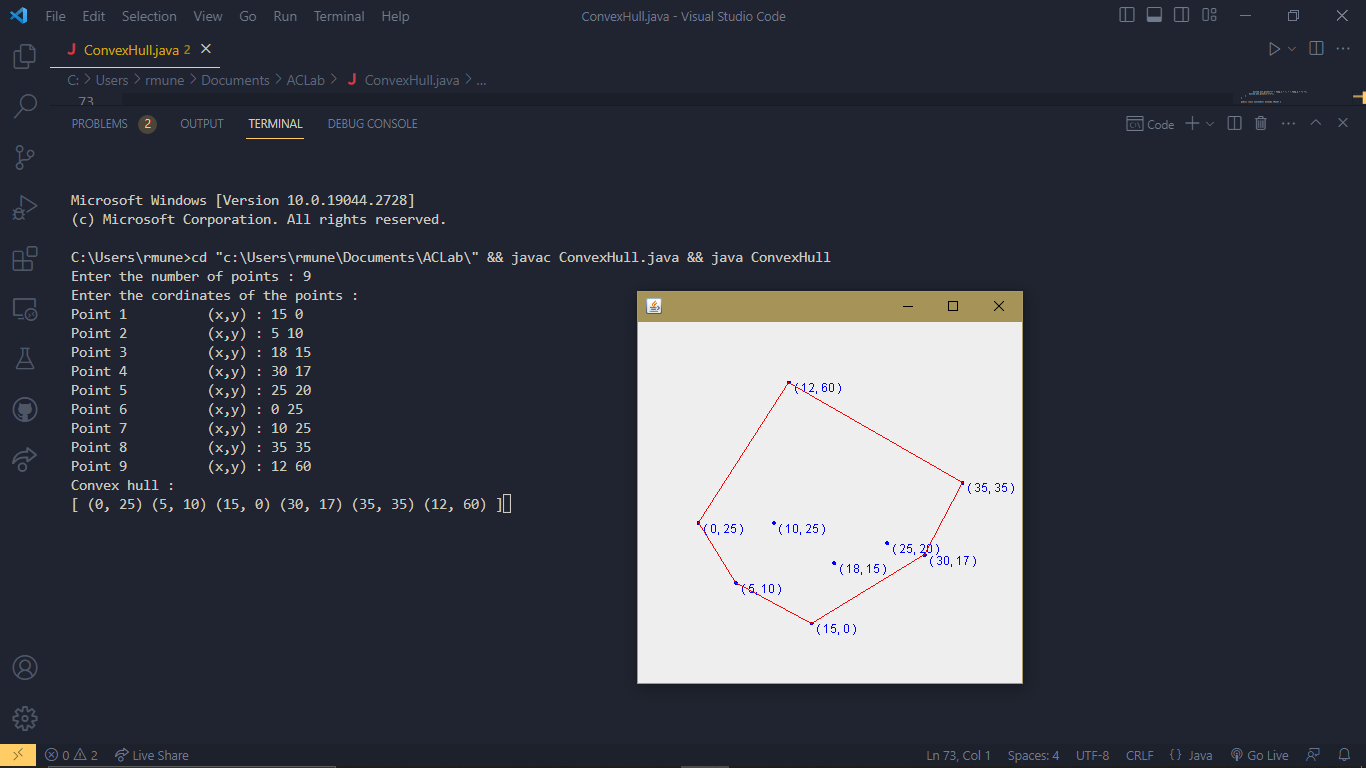 File Edit Selection View Go Run Terminal Help ConvexHull.java - Visual Studio Code
J ConvexHull.java 2
C: > Users > rmune > Documents > ACLab > J ConvexHull.java > ...
73
PROBLEMS 2 OUTPUT TERMINAL DEBUG CONSOLE Code
Microsoft Windows [Version 10.0.19044.2728]
(c) Microsoft Corporation. All rights reserved.
C:\Users\rmune>cd "c:\Users\rmune\Documents\ACLab\" && javac ConvexHull.java && java ConvexHull
Enter the number of points : 9
Enter the cordinates of the points :
Point 1 (x,y) : 15 0
Point 2 (x,y) : 5 10
Point 3 (x,y) : 18 15
Point 4 (x,y) : 30 17
Point 5 (x,y) : 25 20
Point 6 (x,y) : 0 25
Point 7 (x,y) : 10 25
Point 8 (x,y) : 35 35
Point 9 (x,y) : 12 60
Convex hull :
[ (0, 25) (5, 10) (15, 0) (30, 17) (35, 35) (12, 60) ]
(12, 60)
(35, 35)
(0, 25)
(10, 25)
(25, 20)
(30, 17)
(18, 15)
(5, 10)
(15, 0)
0 2 Live Share Ln 73, Col 1 Spaces: 4 UTF-8 CRLF {} Java Go Live